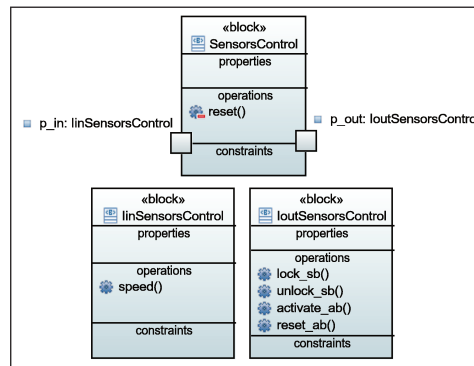 «block»
SensorsControl
properties
operations
reset()
constraints
p_in: IinSensorsControl
p_out: IoutSensorsContro
«block»
IinSensorsControl
properties
operations
speed()
constraints
«block»
IoutSensorsControl
properties
operations
lock_sb()
unlock_sb()
activate_ab()
reset_ab()
constraints